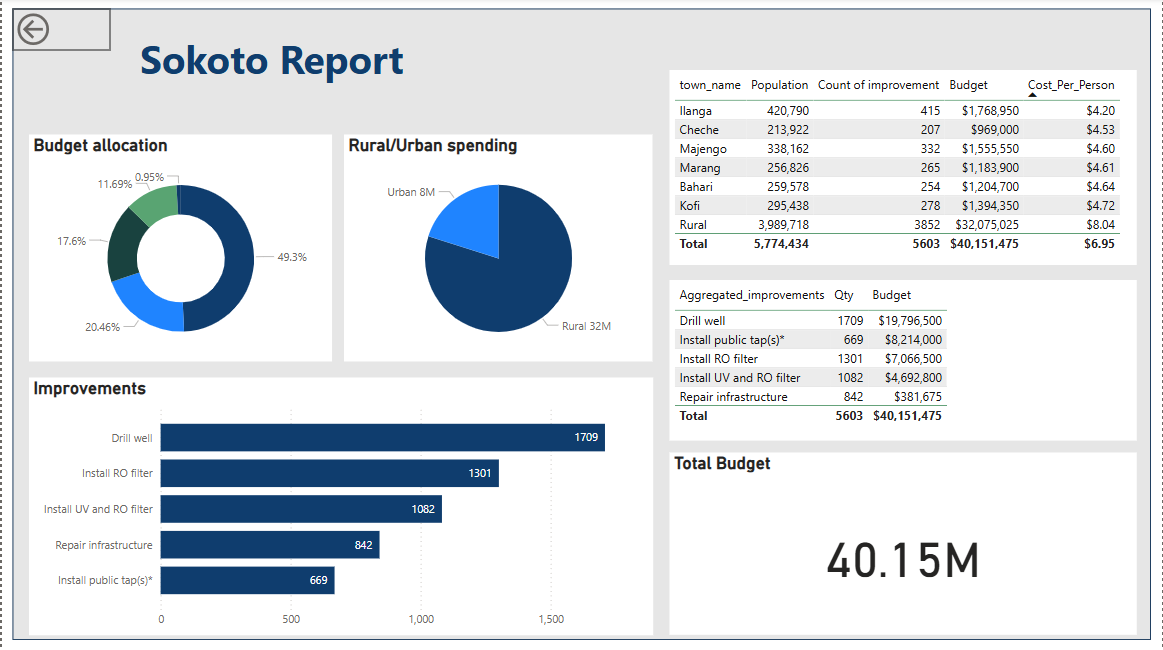 Sokoto Report
Budget allocation
0.95%
11.69%
17.6%
49.3%
20.46%
Rural/Urban spending
Urban 8M
Rural 32M
Improvements
Drill well 1709
Install RO filter 1301
Install UV and RO filter 1082
Repair infrastructure 842
Install public tap(s)* 669
0 500 1,000 1,500
town_name Population Count of improvement Budget Cost_Per_Person
Ilanga 420,790 415 $1,768,950 $4.20
Cheche 213,922 207 $969,000 $4.53
Majengo 338,162 332 $1,555,550 $4.60
Marang 256,826 265 $1,183,900 $4.61
Bahari 259,578 254 $1,204,700 $4.64
Kofi 295,438 278 $1,394,350 $4.72
Rural 3,989,718 3852 $32,075,025 $8.04
Total 5,774,434 5603 $40,151,475 $6.95
Aggregated_improvements Qty Budget
Drill well 1709 $19,796,500
Install public tap(s)* 669 $8,214,000
Install RO filter 1301 $7,066,500
Install UV and RO filter 1082 $4,692,800
Repair infrastructure 842 $381,675
Total 5603 $40,151,475
Total Budget
40.15M